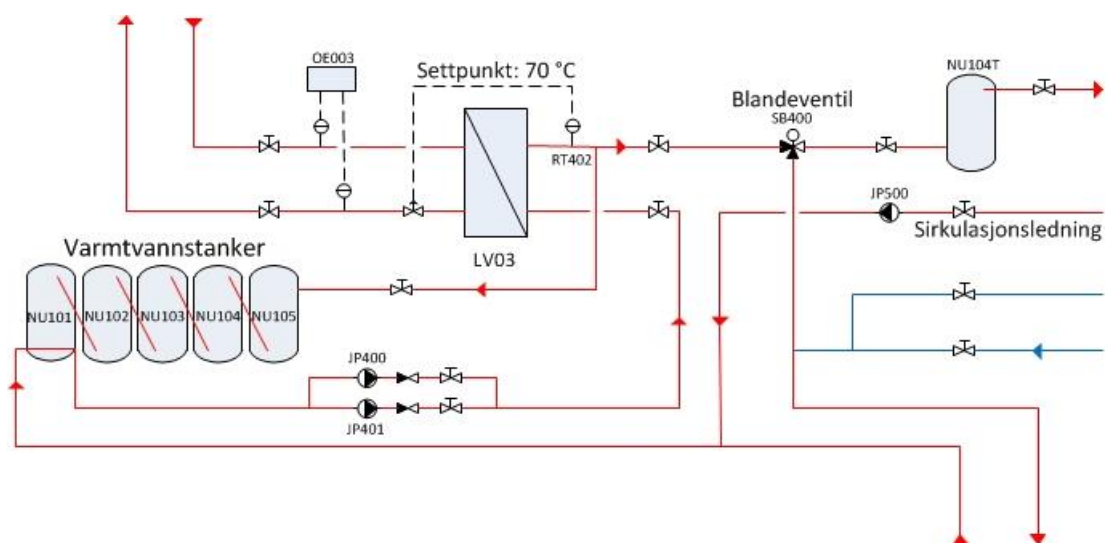 OE003
Settpunkt: 70 °C
NU104T
Blandeventil
SB400
RT402
JP500
Sirkulasjonsledning
LV03
Varmtvannstanker
NU101
NU102
NU103
NU104
NU105
JP400
JP401